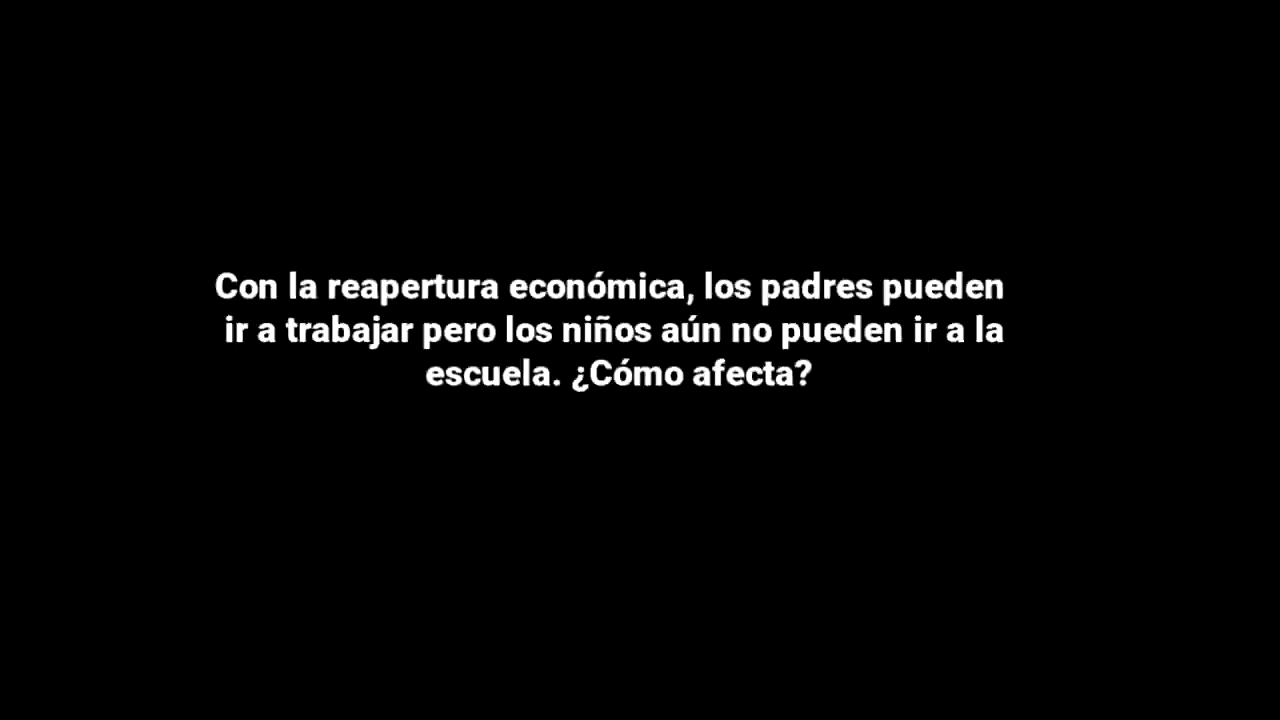 Con la reapertura económica, los padres pueden
ir a trabajar pero los niños aún no pueden ir a la
escuela. ¿Cómo afecta?